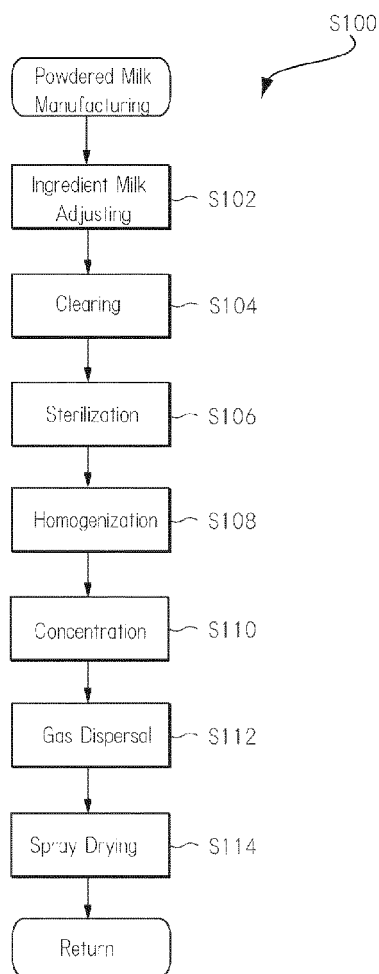 S100
Powdered Milk
Manufacturing
Ingredient Milk
Adjusting
S102
Clearing
S104
Sterilization
S106
Homogenization
S108
Concentration
S110
Gas Dispersal
S112
Spray Drying
S114
Return